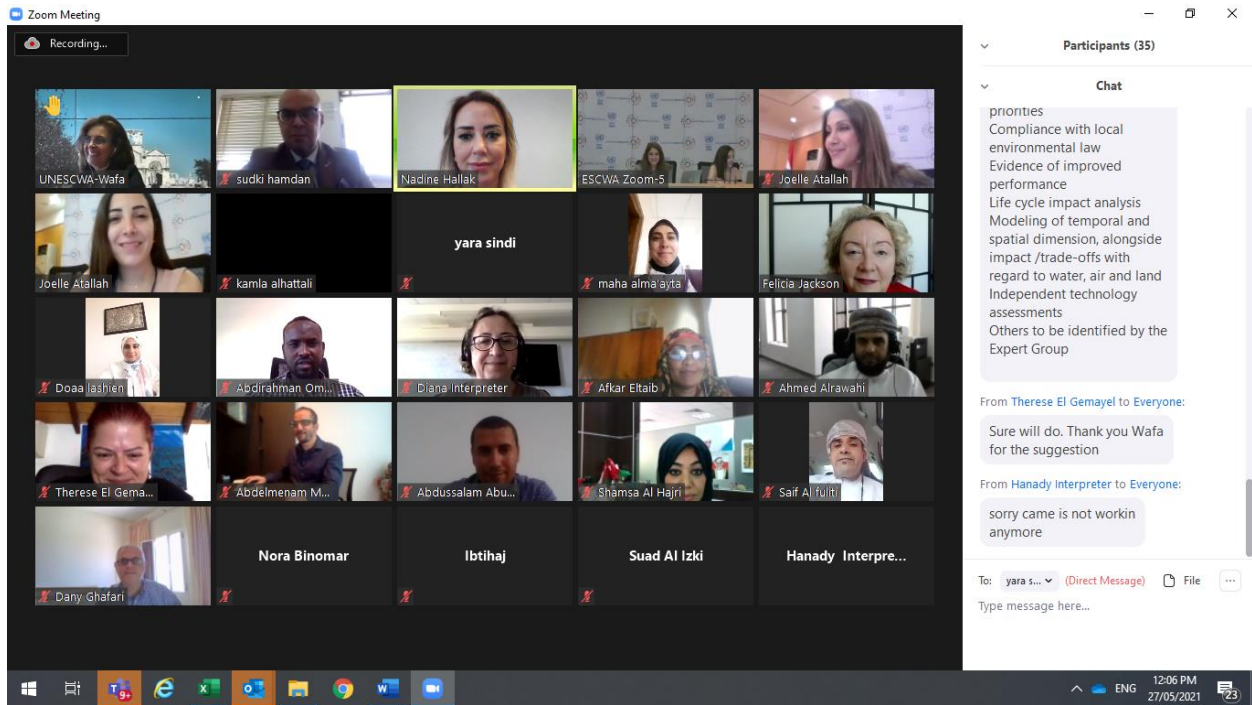 Zoom Meeting
Recording...
UNESCWA-Wafa
sudki hamdan
Nadine Hallak
ESCWA Zoom-5
Joelle Atallah
Joelle Atallah
kamla alhattali
yara sindi
maha alma'ayta
Felicia Jackson
Doaa lashien
Abdirahman Om...
Diana Interpreter
Afkar Eltaib
Ahmed Alrawahi
Therese El Gema...
Abdelmenam M...
Abdussalam Abu...
Shamsa Al Hajri
Saif Al fuliti
Dany Ghafari
Nora Binomar
Ibtihaj
Suad Al Izki
Hanady Interpre...
Participants (35)
Chat
priorities
Compliance with local
environmental law
Evidence of improved
performance
Life cycle impact analysis
Modeling of temporal and
spatial dimension, alongside
impact /trade-offs with
regard to water, air and land
Independent technology
assessments
Others to be identified by the
Expert Group
From Therese El Gemayel to Everyone:
Sure will do. Thank you Wafa
for the suggestion
From Hanady Interpreter to Everyone:
sorry came is not workin
anymore
To: yara s... (Direct Message) File ...
Type message here...
9+
ENG
12:06 PM
27/05/2021
23